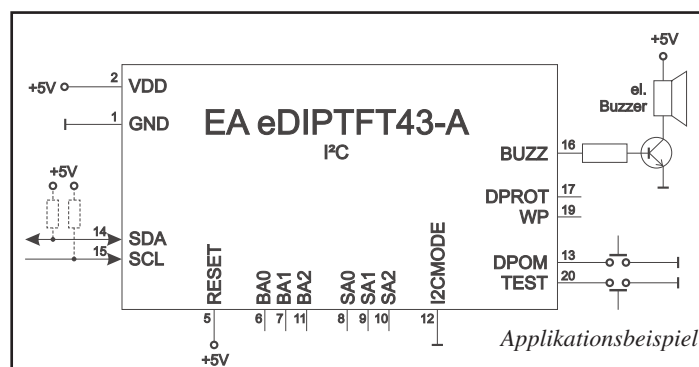 EA eDIPTFT43-A
I²C
+5V
2
VDD
1
GND
+5V
14
SDA
15
SCL
RESET
5
+5V
BA0
6
BA1
7
BA2
11
SA0
8
SA1
9
SA2
10
I2CMODE
12
+5V
el.
Buzzer
BUZZ
16
DPROT
17
WP
19
DPOM
13
TEST
20
Applikationsbeispiel